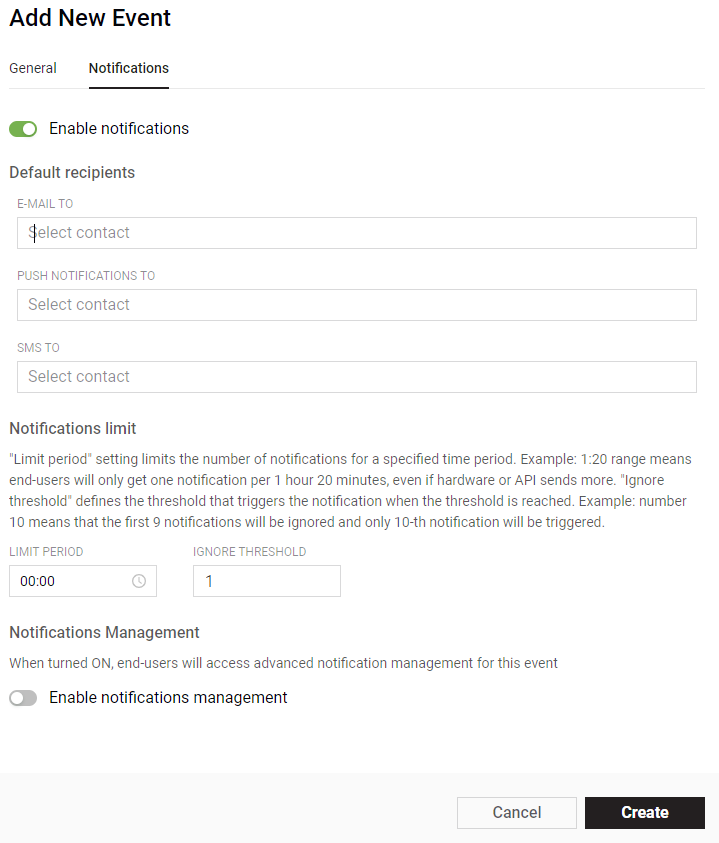 Add New Event
General Notifications
Enable notifications
Default recipients
E-MAIL TO
Select contact
PUSH NOTIFICATIONS TO
Select contact
SMS TO
Select contact
Notifications limit
"Limit period" setting limits the number of notifications for a specified time period. Example: 1:20 range means
end-users will only get one notification per 1 hour 20 minutes, even if hardware or API sends more. "Ignore
threshold" defines the threshold that triggers the notification when the threshold is reached. Example: number
10 means that the first 9 notifications will be ignored and only 10-th notification will be triggered.
LIMIT PERIOD IGNORE THRESHOLD
00:00 1
Notifications Management
When turned ON, end-users will access advanced notification management for this event
Enable notifications management
Cancel Create